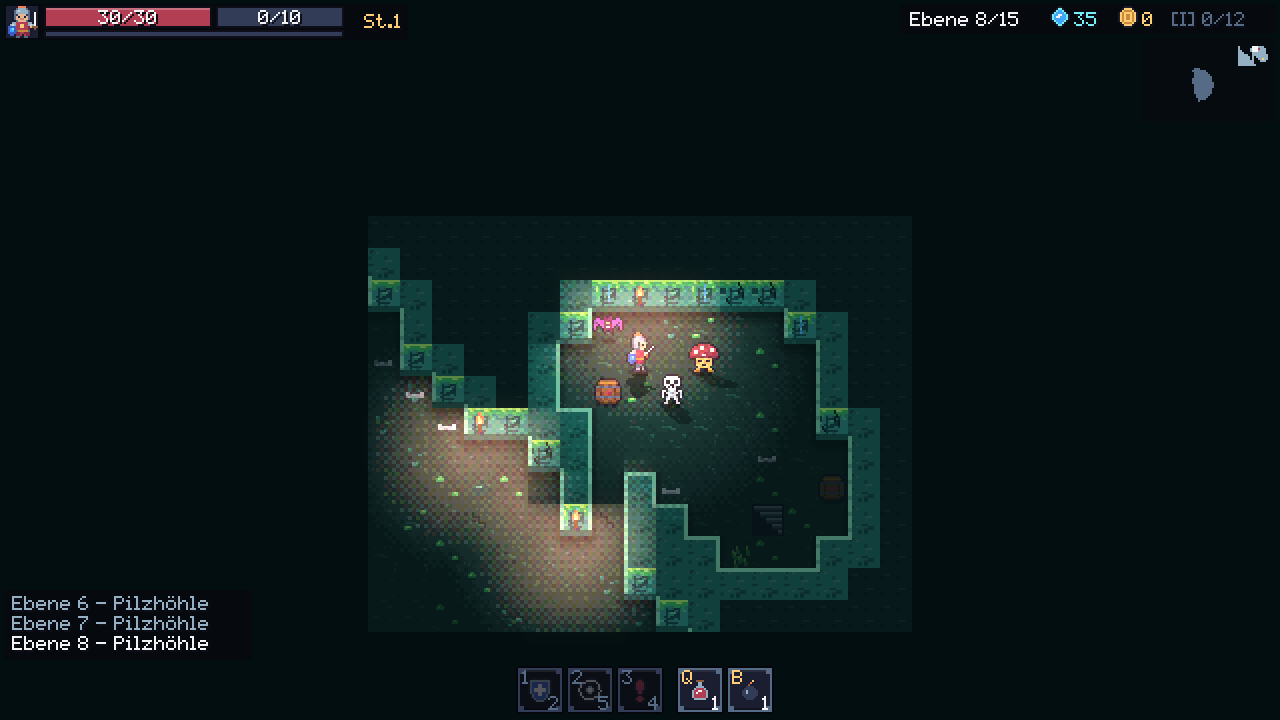 30/30 0/10 St.1 Ebene 8/15 35 0 [I] 0/12
Ebene 6 - Pilzhöhle
Ebene 7 - Pilzhöhle
Ebene 8 - Pilzhöhle
1 2 2 5 3 4 Q 1 B 1